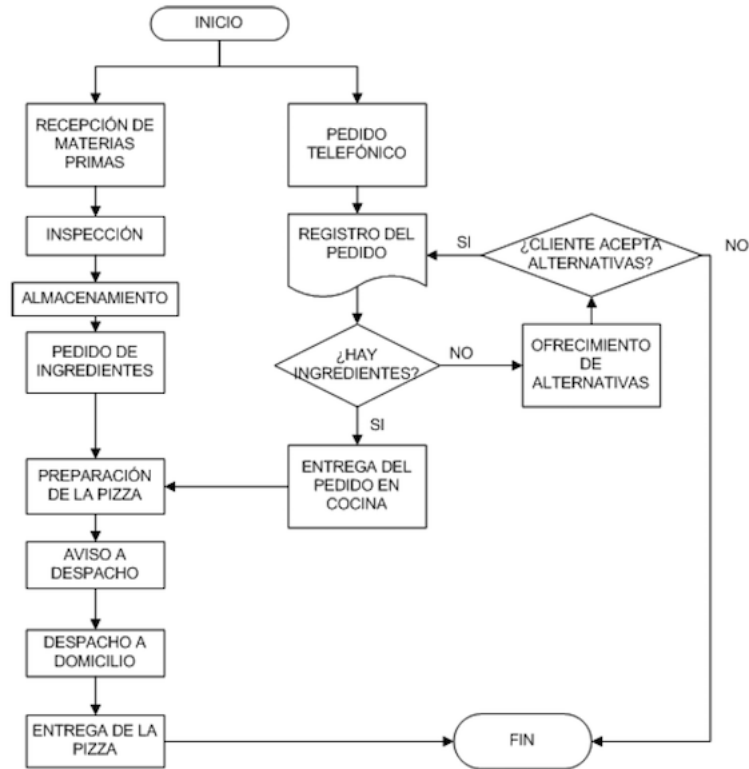 INICIO
RECEPCIÓN DE
MATERIAS
PRIMAS
PEDIDO
TELEFÓNICO
INSPECCIÓN
REGISTRO DEL
PEDIDO
SI
¿CLIENTE ACEPTA
ALTERNATIVAS?
NO
ALMACENAMIENTO
PEDIDO DE
INGREDIENTES
¿HAY
INGREDIENTES?
NO
OFRECIMIENTO
DE
ALTERNATIVAS
SI
PREPARACIÓN
DE LA PIZZA
ENTREGA DEL
PEDIDO EN
COCINA
AVISO A
DESPACHO
DESPACHO A
DOMICILIO
ENTREGA DE LA
PIZZA
FIN